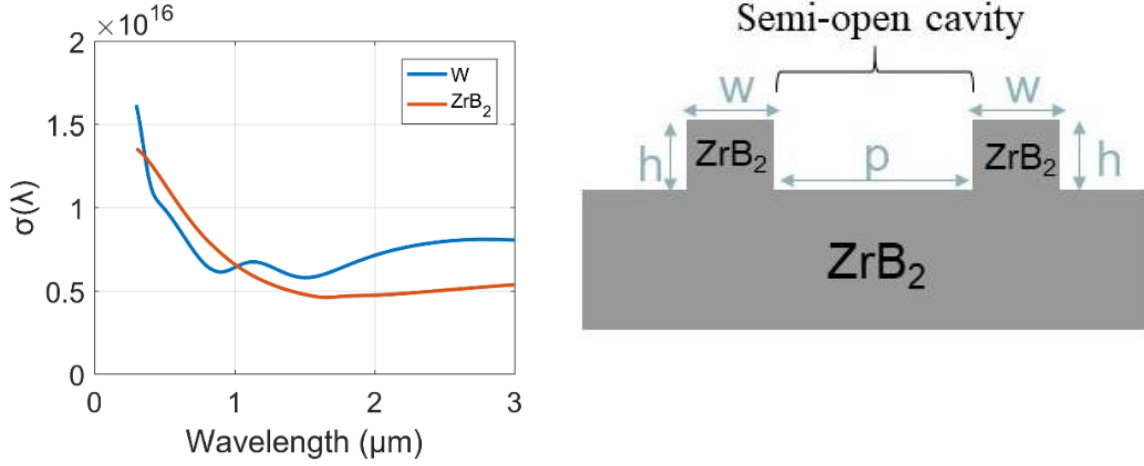 ×10¹⁶
2
1.5
1
0.5
0
σ(λ)
W
ZrB₂
0 1 2 3
Wavelength (μm)
Semi-open cavity
w w
h ZrB₂ p ZrB₂ h
ZrB₂